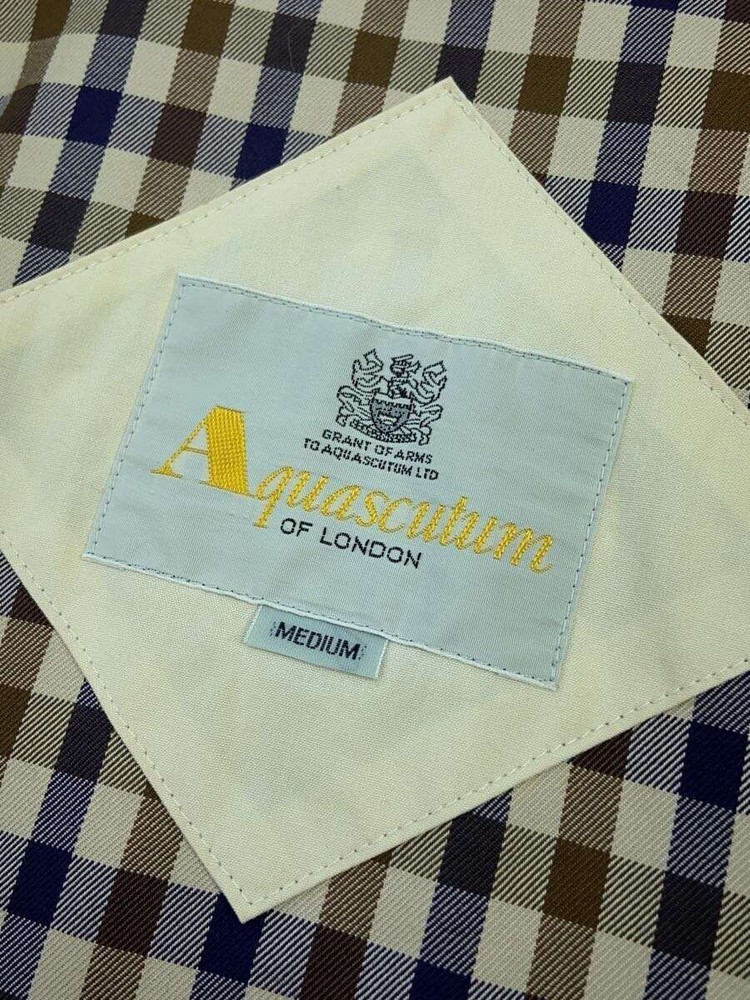 GRANT OF ARMS
TO AQUASCUTUM LTD
Aquascutum
OF LONDON
MEDIUM